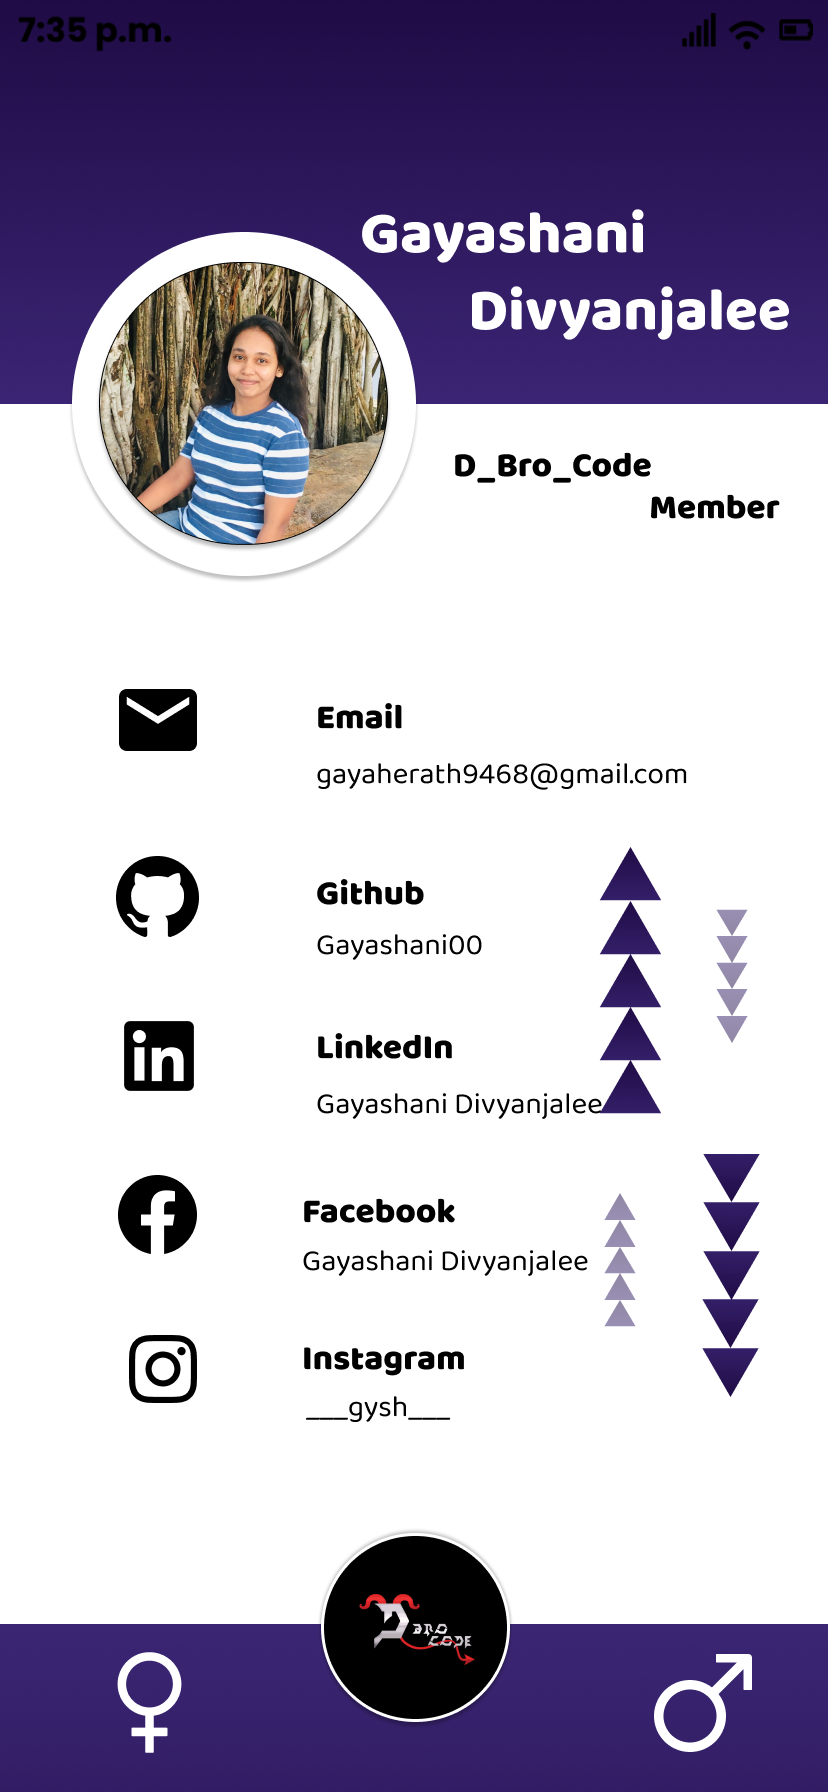 7:35 p.m.
Gayashani
Divyanjalee
D_Bro_Code
Member
Email
gayaherath9468@gmail.com
Github
Gayashani00
LinkedIn
Gayashani Divyanjalee
Facebook
Gayashani Divyanjalee
Instagram
___gysh___
D BRO
CODE